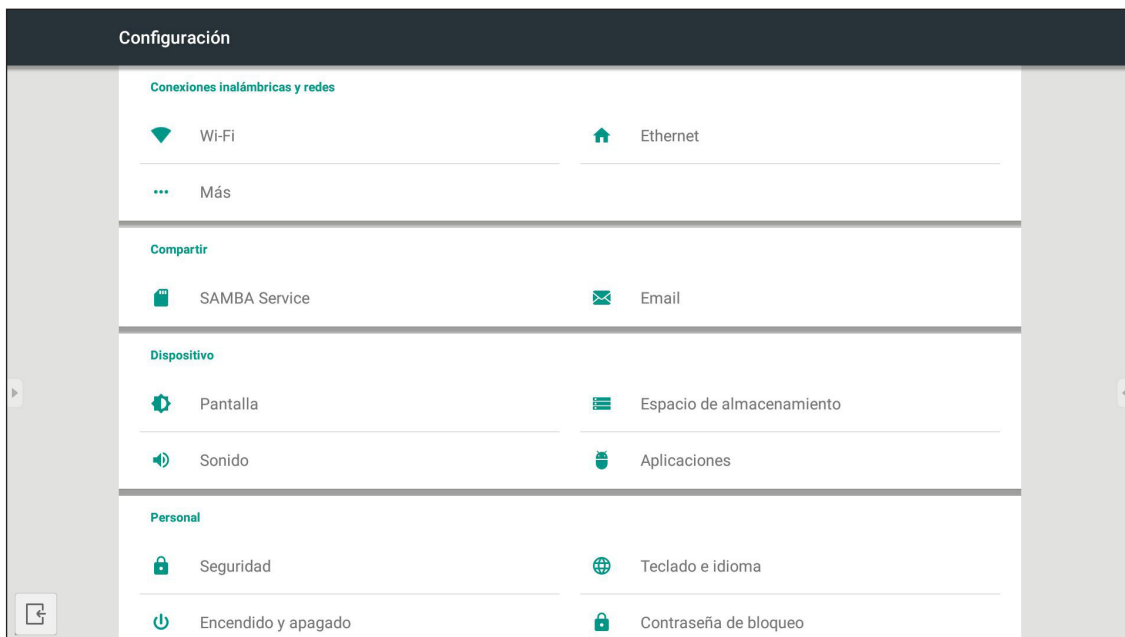 Configuración
Conexiones inalámbricas y redes
Wi-Fi
Ethernet
Más
Compartir
SAMBA Service
Email
Dispositivo
Pantalla
Espacio de almacenamiento
Sonido
Aplicaciones
Personal
Seguridad
Teclado e idioma
Encendido y apagado
Contraseña de bloqueo